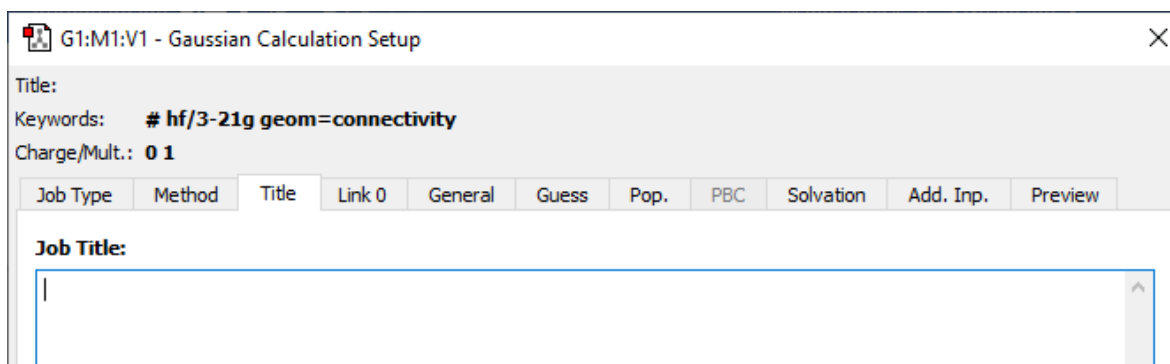 G1:M1:V1 - Gaussian Calculation Setup
Title:
Keywords: # hf/3-21g geom=connectivity
Charge/Mult.: 0 1
Job Type Method Title Link 0 General Guess Pop. PBC Solvation Add. Inp. Preview
Job Title: